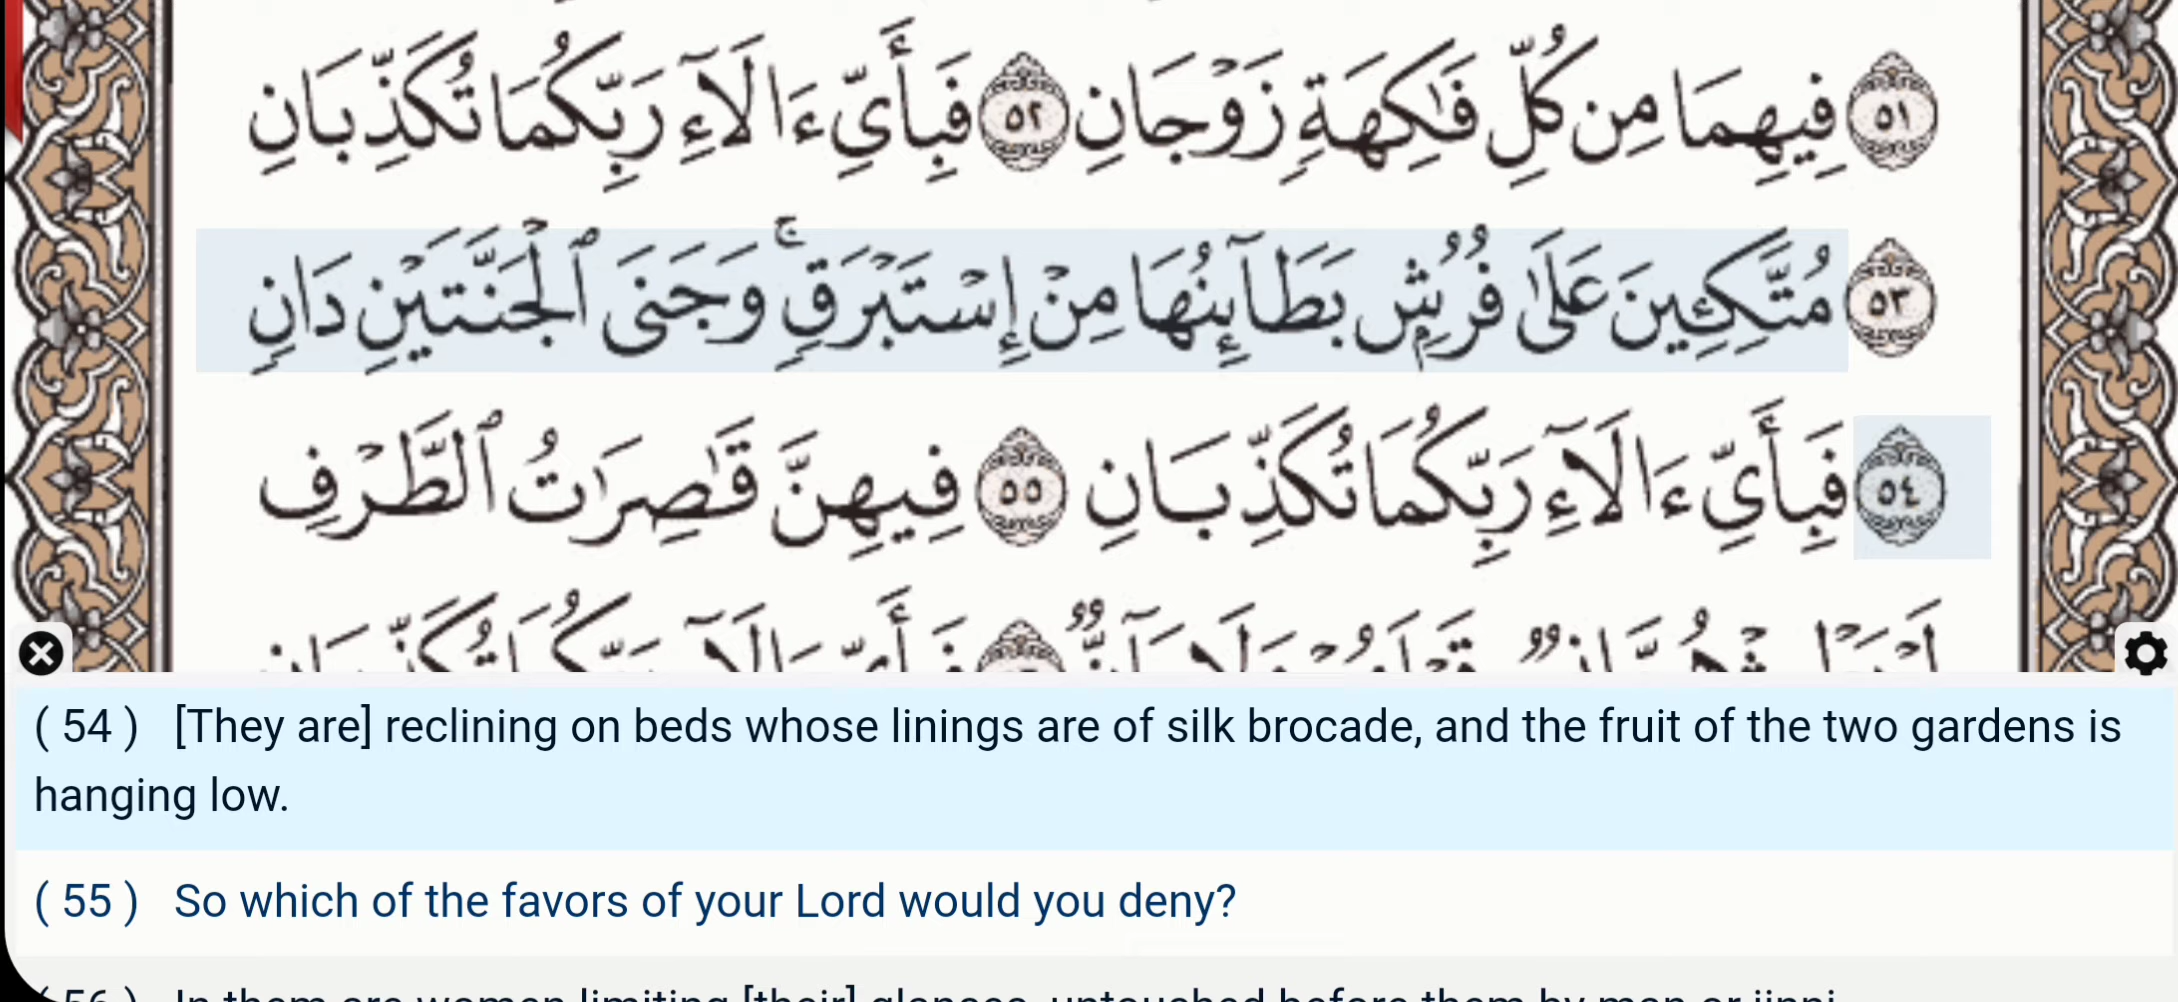 ٥١ فِيهِمَا مِن كُلِّ فَٰكِهَةٍ زَوْجَانِ ٥٢ فَبِأَيِّ ءَالَآءِ رَبِّكُمَا تُكَذِّبَانِ
٥٣ مُتَّكِـِٔينَ عَلَىٰ فُرُشِۭ بَطَآئِنُهَا مِنْ إِسْتَبْرَقٍ ۚ وَجَنَى ٱلْجَنَّتَيْنِ دَانٍ
٥٤ فَبِأَيِّ ءَالَآءِ رَبِّكُمَا تُكَذِّبَانِ ٥٥ فِيهِنَّ قَٰصِرَٰتُ ٱلطَّرْفِ
( 54 ) [They are] reclining on beds whose linings are of silk brocade, and the fruit of the two gardens is
hanging low.
( 55 ) So which of the favors of your Lord would you deny?